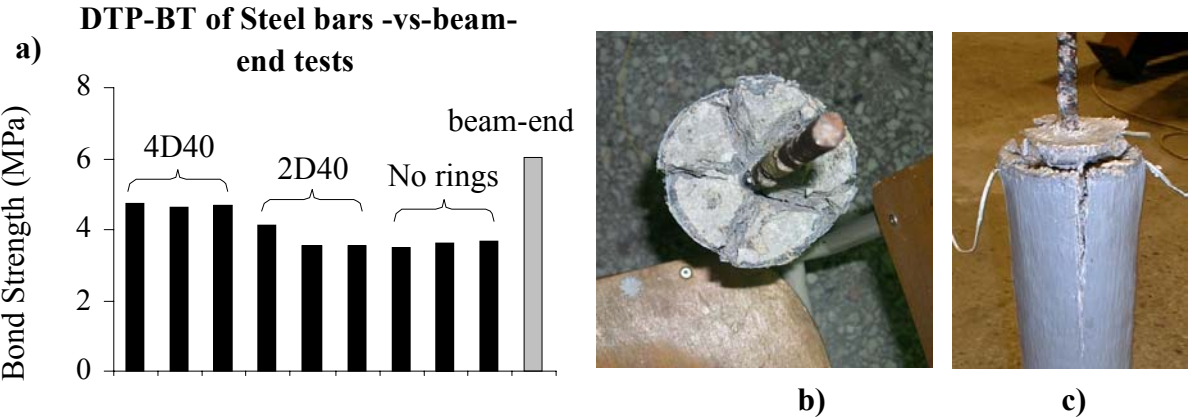 DTP-BT of Steel bars -vs-beam-
end tests
a)
Bond Strength (MPa)
8
6
4
2
0
4D40
2D40
No rings
beam-end
b)
c)